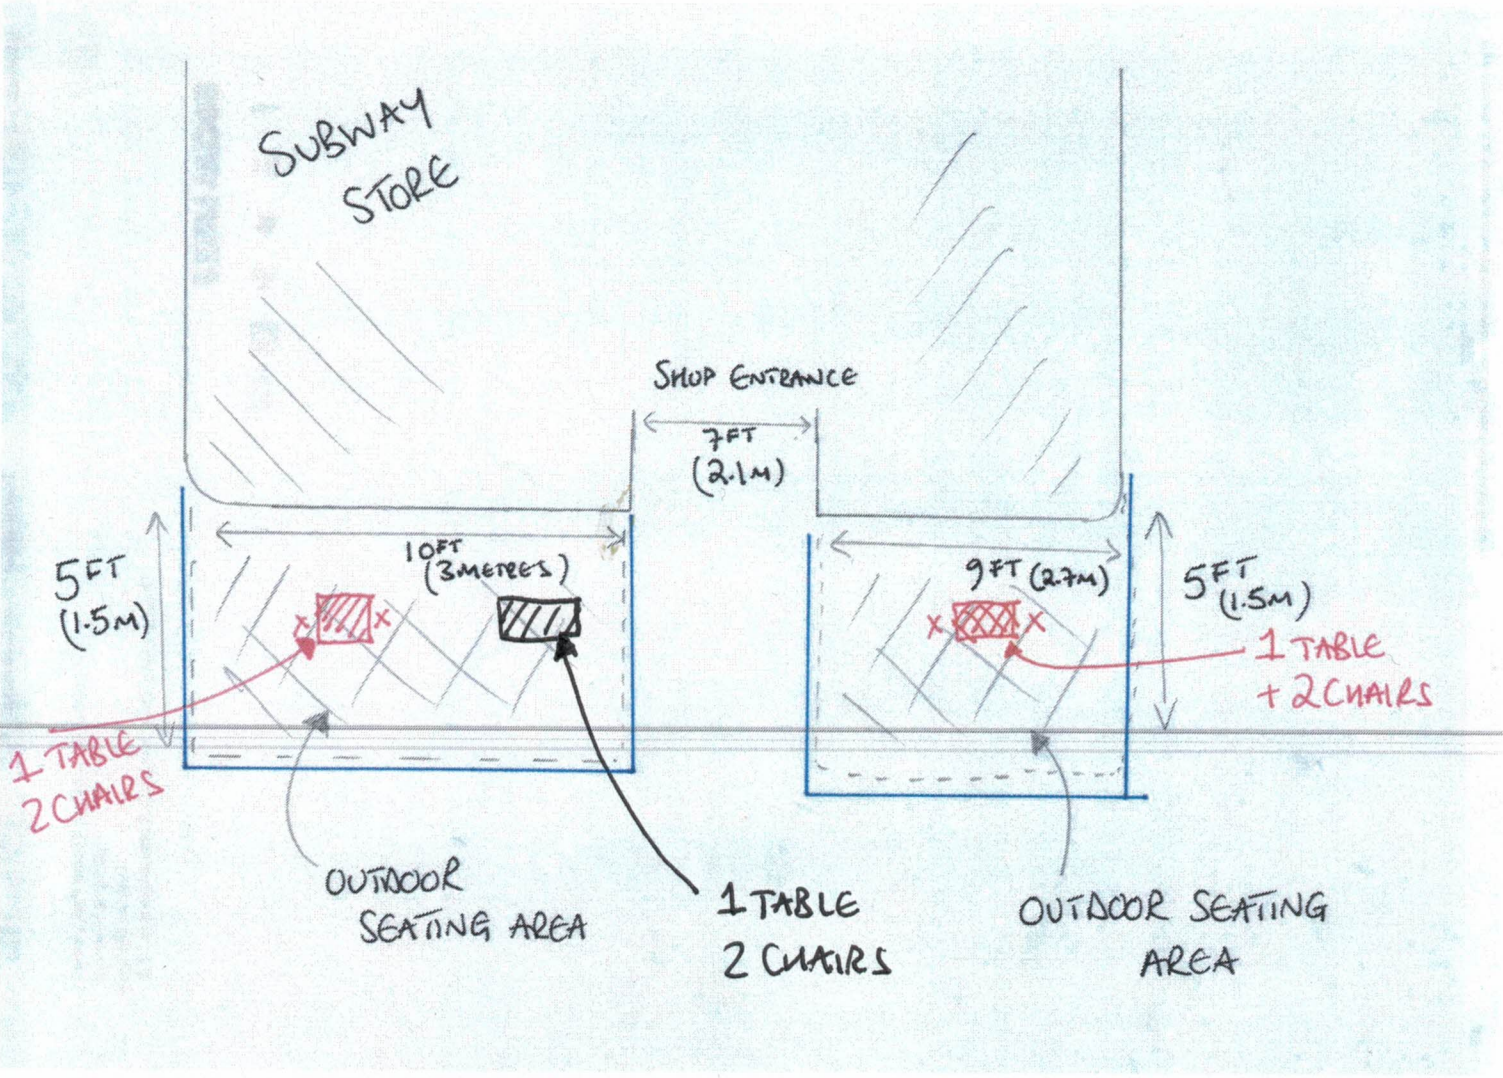 SUBWAY
STORE
SHOP ENTRANCE
7FT
(2.1M)
10FT
(3METRES)
5FT
(1.5M)
9FT (2.7M)
5FT
(1.5M)
1 TABLE
+ 2 CHAIRS
1 TABLE
2 CHAIRS
OUTDOOR
SEATING AREA
1 TABLE
2 CHAIRS
OUTDOOR SEATING
AREA